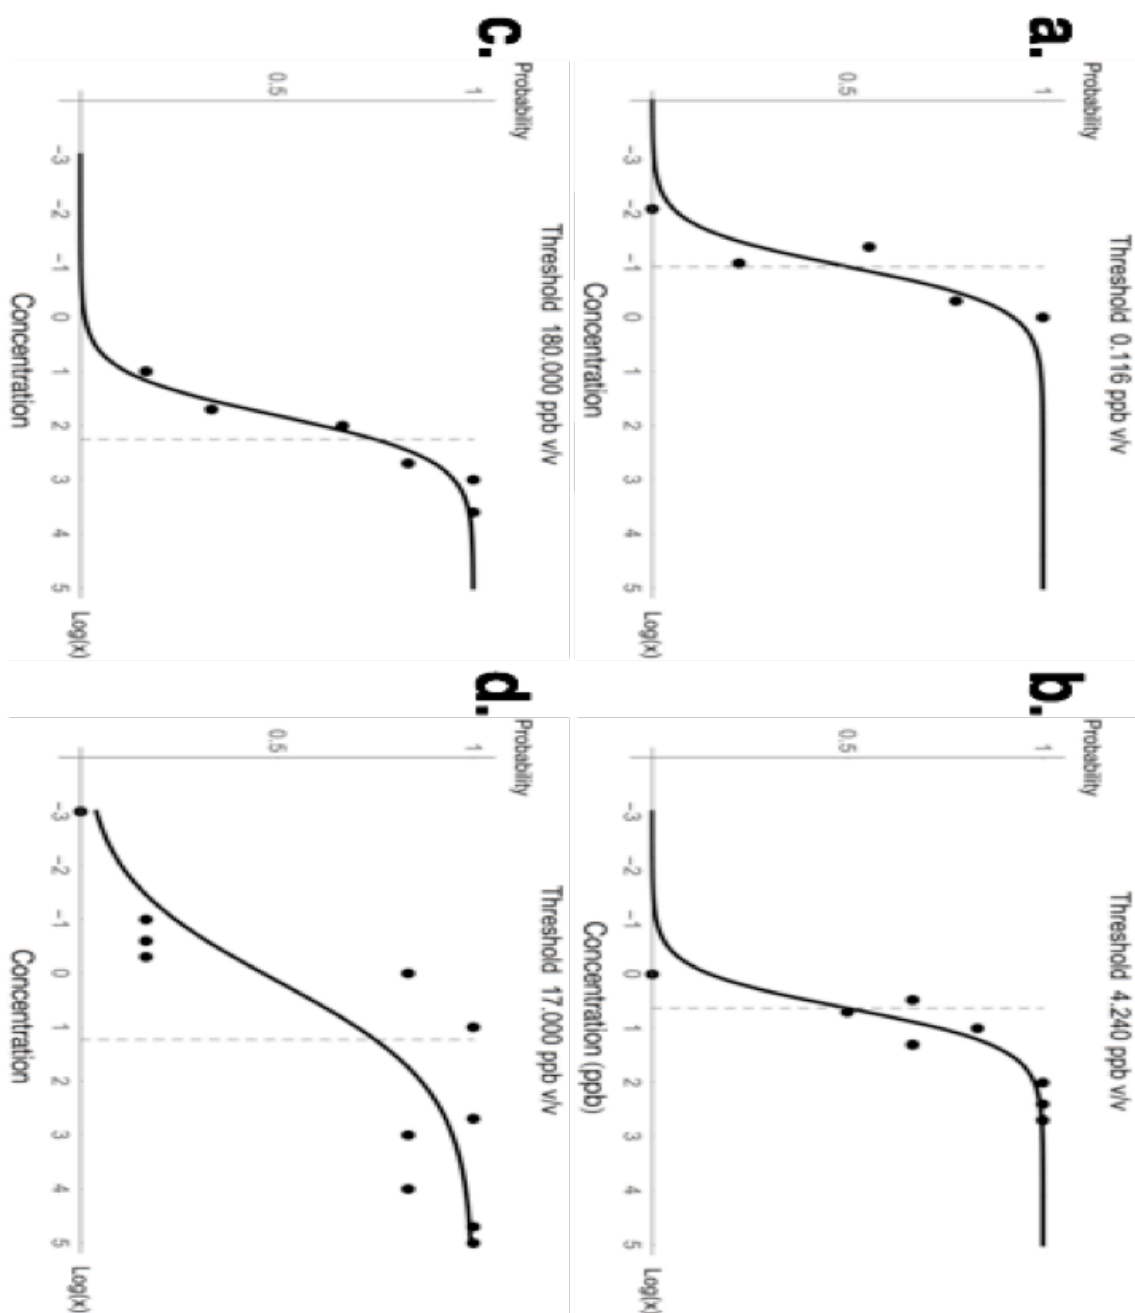 a.
Threshold 0.116 ppb v/v
Probability
1
0.5
-3 -2 -1 0 1 2 3 4 5
Log(x)
Concentration
b.
Threshold 4.240 ppb v/v
Probability
1
0.5
-3 -2 -1 0 1 2 3 4 5
Log(x)
Concentration (ppb)
c.
Threshold 180.000 ppb v/v
Probability
1
0.5
-3 -2 -1 0 1 2 3 4 5
Log(x)
Concentration
d.
Threshold 17.000 ppb v/v
Probability
1
0.5
-3 -2 -1 0 1 2 3 4 5
Log(x)
Concentration